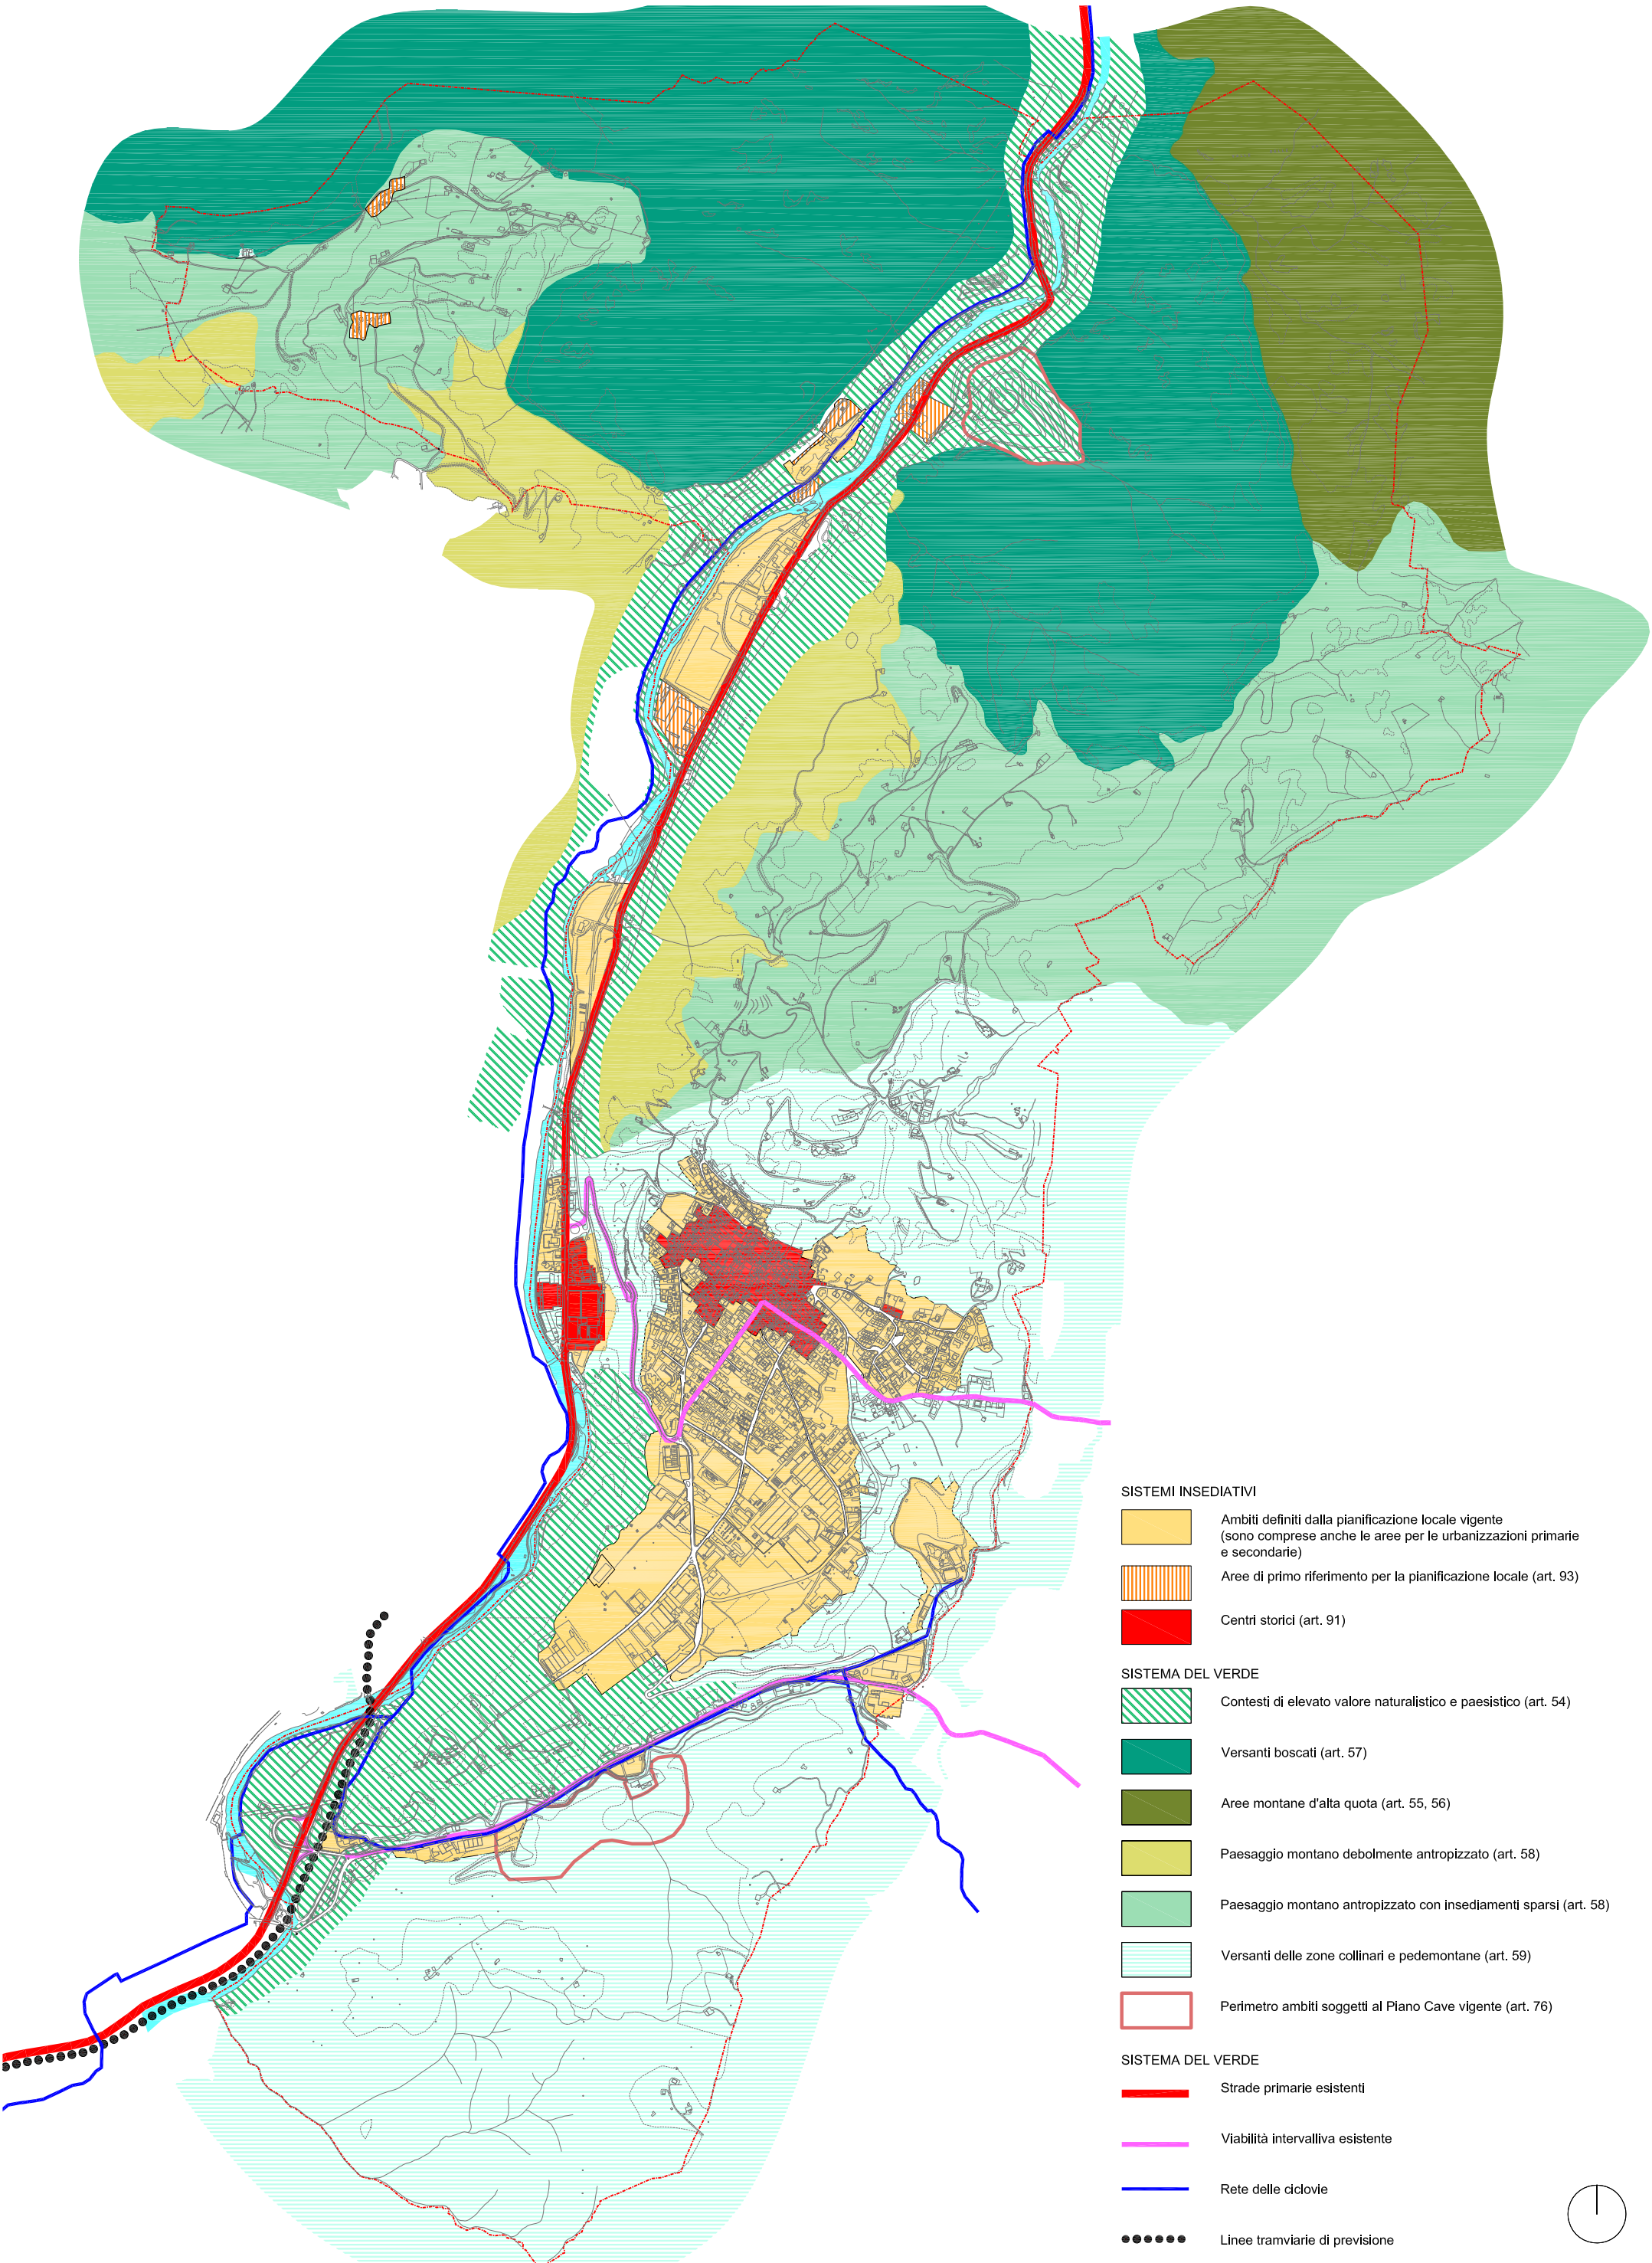 SISTEMI INSEDIATIVI
Ambiti definiti dalla pianificazione locale vigente
(sono comprese anche le aree per le urbanizzazioni primarie
e secondarie)
Aree di primo riferimento per la pianificazione locale (art. 93)
Centri storici (art. 91)
SISTEMA DEL VERDE
Contesti di elevato valore naturalistico e paesistico (art. 54)
Versanti boscati (art. 57)
Aree montane d'alta quota (art. 55, 56)
Paesaggio montano debolmente antropizzato (art. 58)
Paesaggio montano antropizzato con insediamenti sparsi (art. 58)
Versanti delle zone collinari e pedemontane (art. 59)
Perimetro ambiti soggetti al Piano Cave vigente (art. 76)
SISTEMA DEL VERDE
Strade primarie esistenti
Viabilità intervalliva esistente
Rete delle ciclovie
Linee tramviarie di previsione